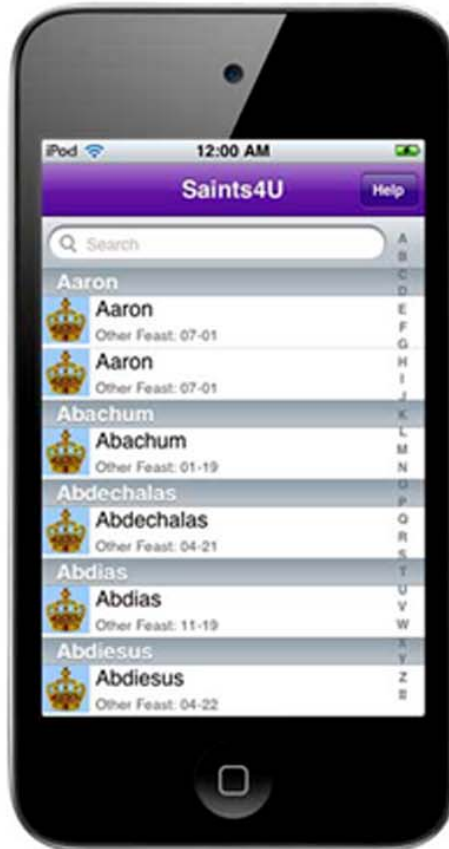 iPod 12:00 AM
Saints4U Help
Search
Aaron
Aaron
Other Feast: 07-01
Aaron
Other Feast: 07-01
Abachum
Abachum
Other Feast: 01-19
Abdechalas
Abdechalas
Other Feast: 04-21
Abdias
Abdias
Other Feast: 11-19
Abdiesus
Abdiesus
Other Feast: 04-22
A
B
C
D
E
F
G
H
I
J
K
L
M
N
O
P
Q
R
S
T
U
V
W
X
Y
Z